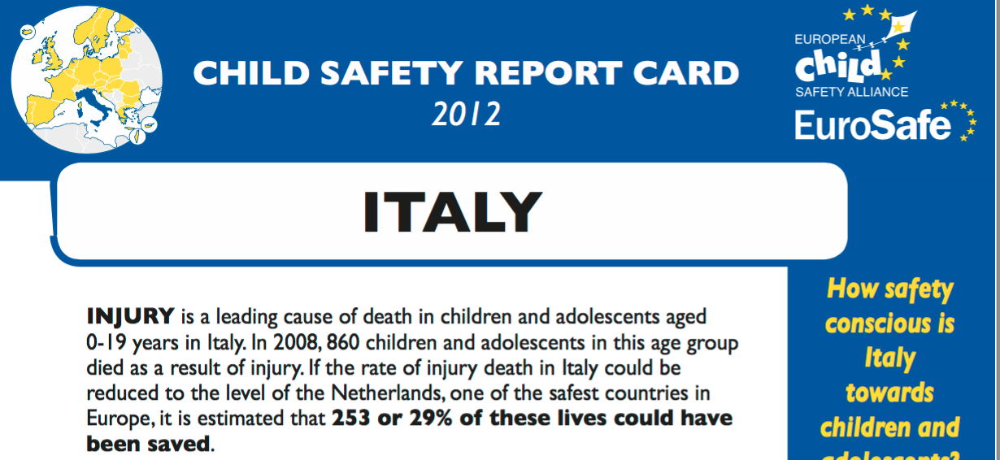 CHILD SAFETY REPORT CARD
2012
EUROPEAN
child
SAFETY ALLIANCE
EuroSafe
ITALY
INJURY is a leading cause of death in children and adolescents aged
0-19 years in Italy. In 2008, 860 children and adolescents in this age group
died as a result of injury. If the rate of injury death in Italy could be
reduced to the level of the Netherlands, one of the safest countries in
Europe, it is estimated that 253 or 29% of these lives could have
been saved.
How safety
conscious is
Italy
towards
children and
adolescents?